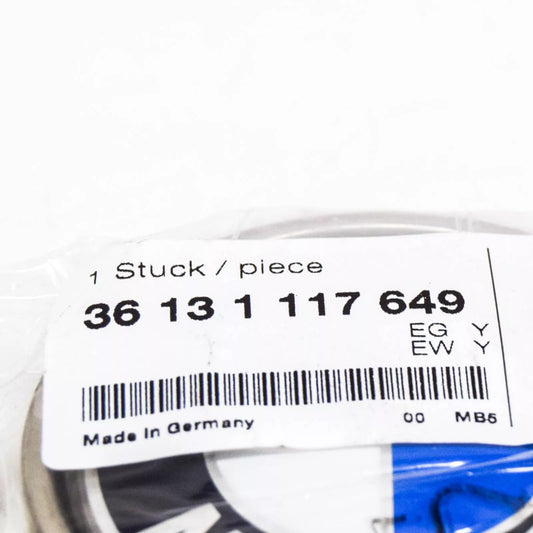 1 Stuck / piece
36 13 1 117 649
EG Y
EW Y
Made In Germany 00 MB5